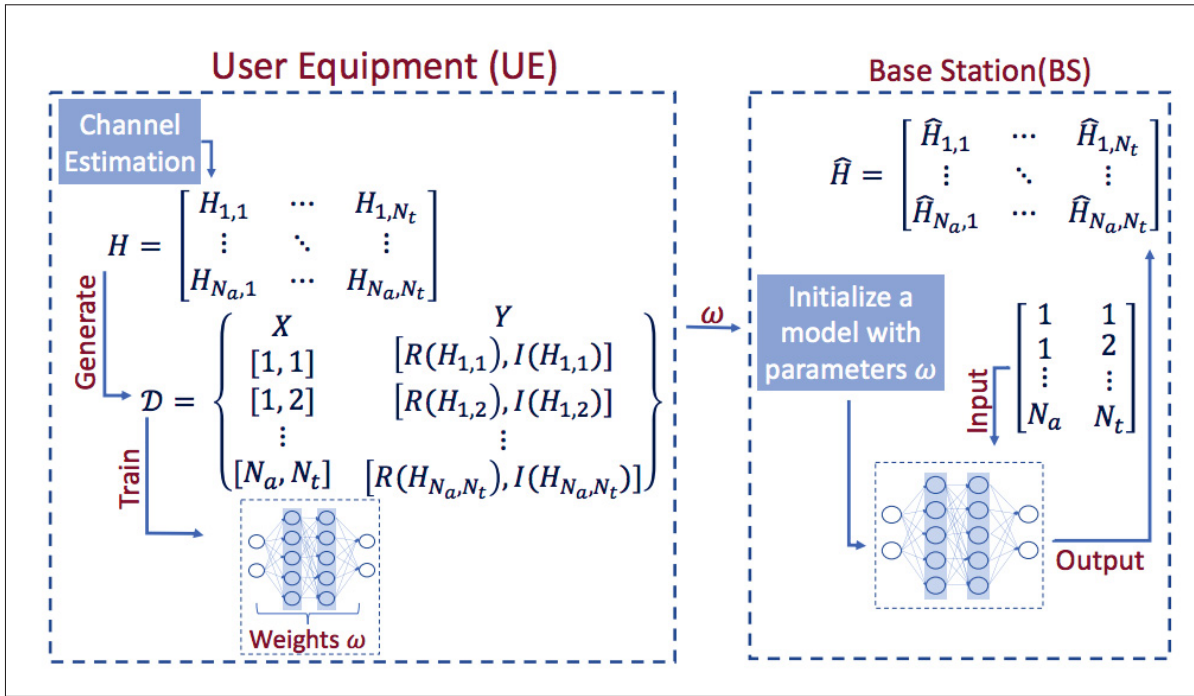 User Equipment (UE)
Channel
Estimation
H = [H_{1,1} ⋯ H_{1,N_t}
⋮ ⋱ ⋮
H_{N_a,1} ⋯ H_{N_a,N_t}]
Generate
𝒟 = {X Y
[1, 1] [R(H_{1,1}), I(H_{1,1})]
[1, 2] [R(H_{1,2}), I(H_{1,2})]
⋮ ⋮
[N_a, N_t] [R(H_{N_a,N_t}), I(H_{N_a,N_t})]}
Train
Weights ω
ω
Base Station(BS)
Ĥ = [Ĥ_{1,1} ⋯ Ĥ_{1,N_t}
⋮ ⋱ ⋮
Ĥ_{N_a,1} ⋯ Ĥ_{N_a,N_t}]
Initialize a
model with
parameters ω
[1 1
1 2
⋮ ⋮
N_a N_t]
Input
Output